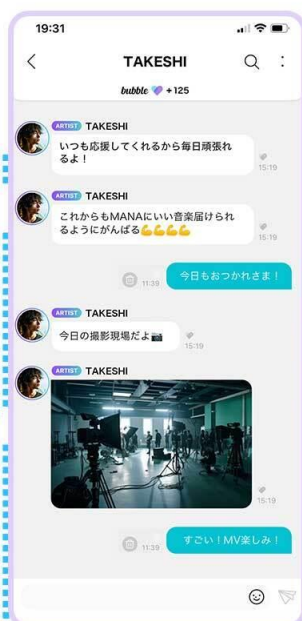 19:31
TAKESHI
bubble 💜 +125
ARTIST TAKESHI
いつも応援してくれるから毎日頑張れ
るよ！
15:19
ARTIST TAKESHI
これからもMANAにいい音楽届けられ
るようにがんばる💪💪💪💪
15:19
11:39 今日もおつかれさま！
ARTIST TAKESHI
今日の撮影現場だよ📷
15:19
ARTIST TAKESHI
15:19
11:39 すごい！MV楽しみ！